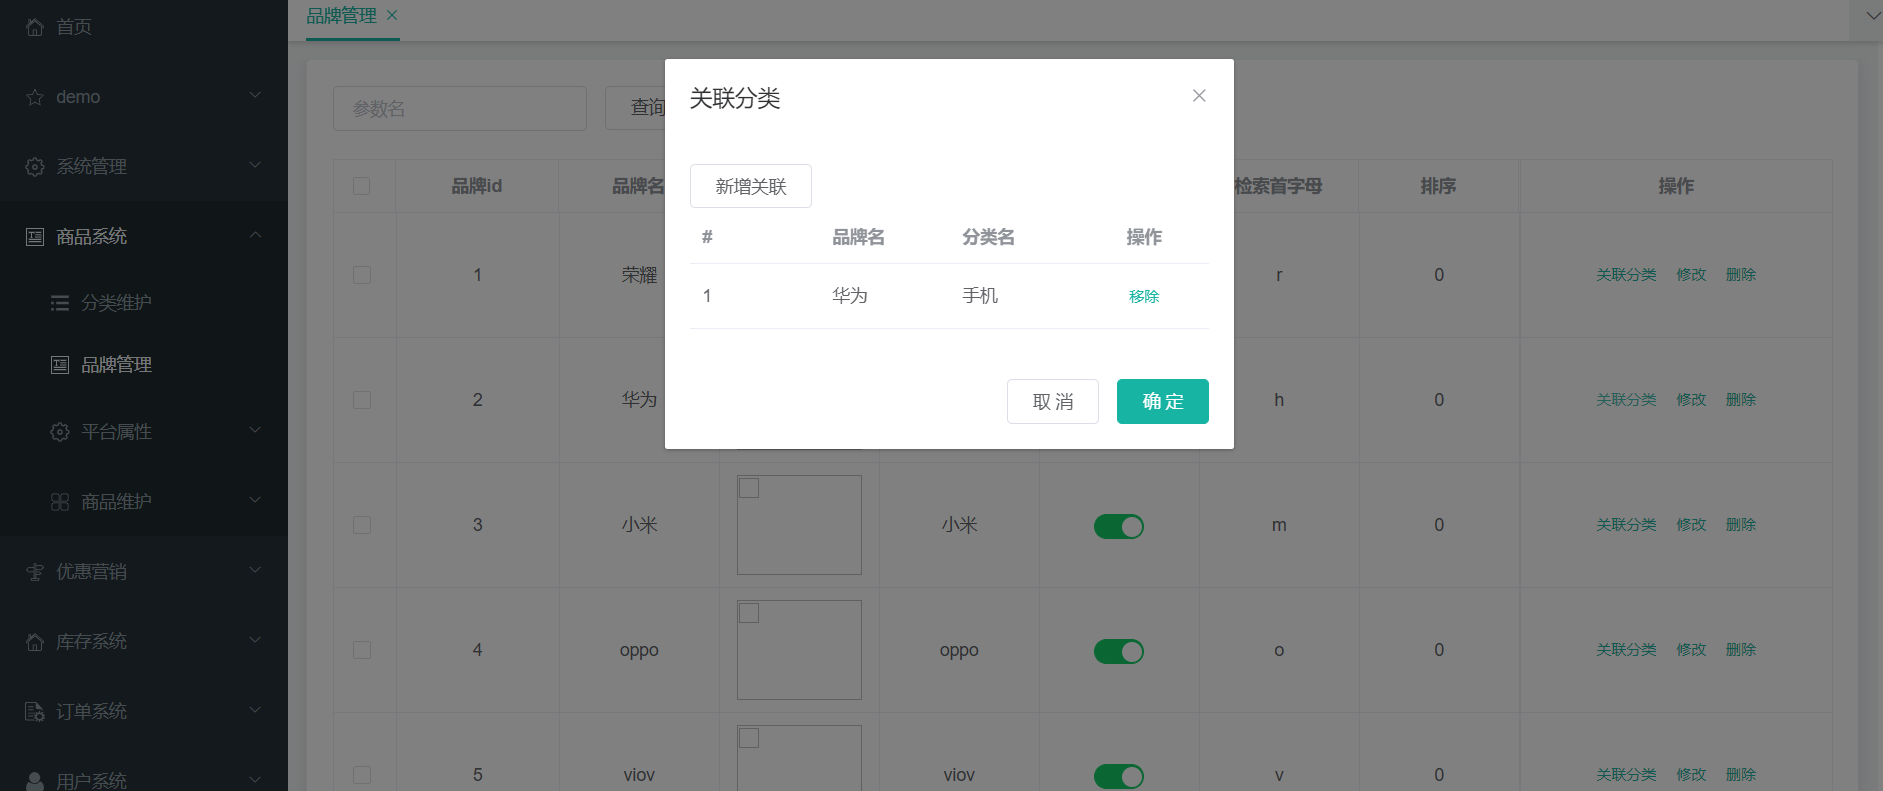 首页
demo
系统管理
商品系统
分类维护
品牌管理
平台属性
商品维护
优惠营销
库存系统
订单系统
用户系统
品牌管理
参数名 查询
品牌id 品牌名 检索首字母 排序 操作
1 荣耀 r 0 关联分类 修改 删除
2 华为 h 0 关联分类 修改 删除
3 小米 小米 m 0 关联分类 修改 删除
4 oppo oppo o 0 关联分类 修改 删除
5 viov viov v 0 关联分类 修改 删除
关联分类
新增关联
# 品牌名 分类名 操作
1 华为 手机 移除
取 消 确 定